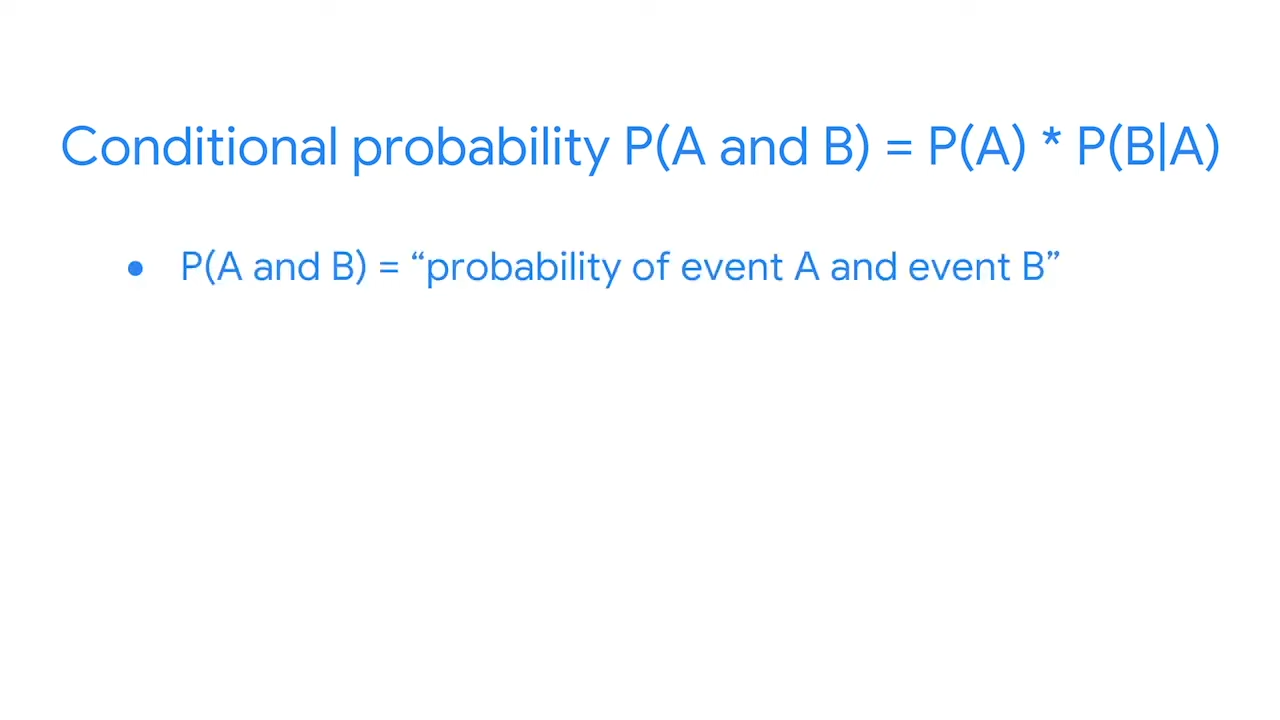 Conditional probability P(A and B) = P(A) * P(B|A)
● P(A and B) = “probability of event A and event B”